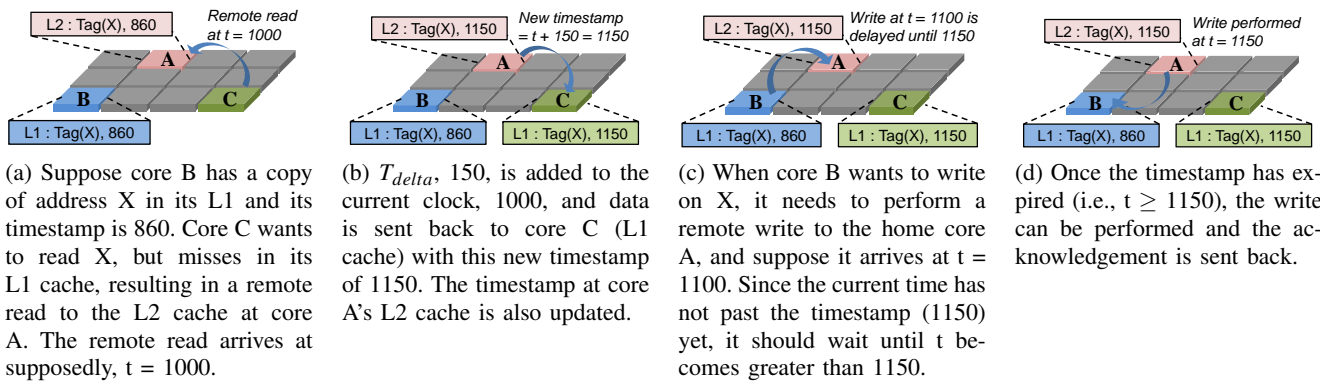 L2 : Tag(X), 860
Remote read
at t = 1000
A
B
C
L1 : Tag(X), 860
(a) Suppose core B has a copy
of address X in its L1 and its
timestamp is 860. Core C wants
to read X, but misses in its
L1 cache, resulting in a remote
read to the L2 cache at core
A. The remote read arrives at
supposedly, t = 1000.
L2 : Tag(X), 1150
New timestamp
= t + 150 = 1150
A
B
C
L1 : Tag(X), 860
L1 : Tag(X), 1150
(b) T_delta, 150, is added to the
current clock, 1000, and data
is sent back to core C (L1
cache) with this new timestamp
of 1150. The timestamp at core
A's L2 cache is also updated.
L2 : Tag(X), 1150
Write at t = 1100 is
delayed until 1150
A
B
C
L1 : Tag(X), 860
L1 : Tag(X), 1150
(c) When core B wants to write
on X, it needs to perform a
remote write to the home core
A, and suppose it arrives at t =
1100. Since the current time has
not past the timestamp (1150)
yet, it should wait until t be-
comes greater than 1150.
L2 : Tag(X), 1150
Write performed
at t = 1150
A
B
C
L1 : Tag(X), 860
L1 : Tag(X), 1150
(d) Once the timestamp has ex-
pired (i.e., t ≥ 1150), the write
can be performed and the ac-
knowledgement is sent back.